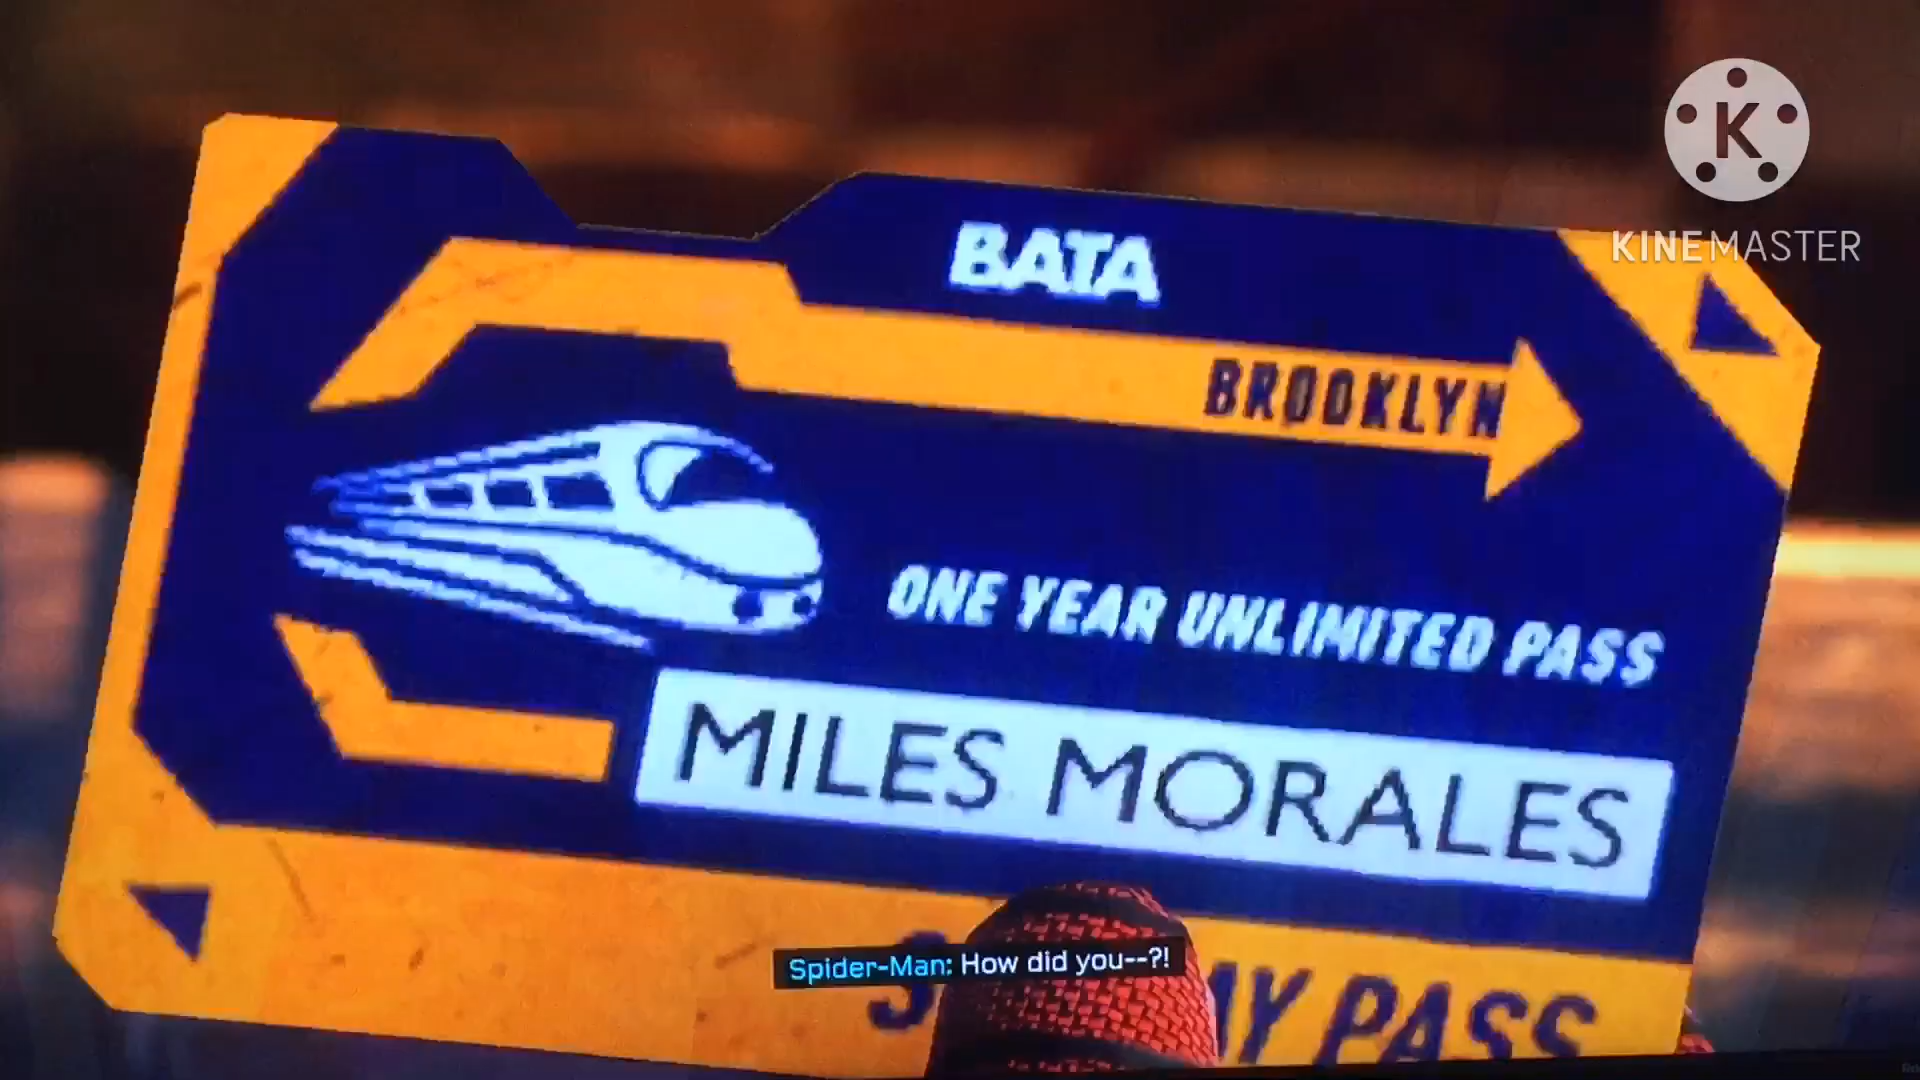 K
KINEMASTER
BATA
BROOKLYN
ONE YEAR UNLIMITED PASS
MILES MORALES
Spider-Man: How did you--?!
PASS